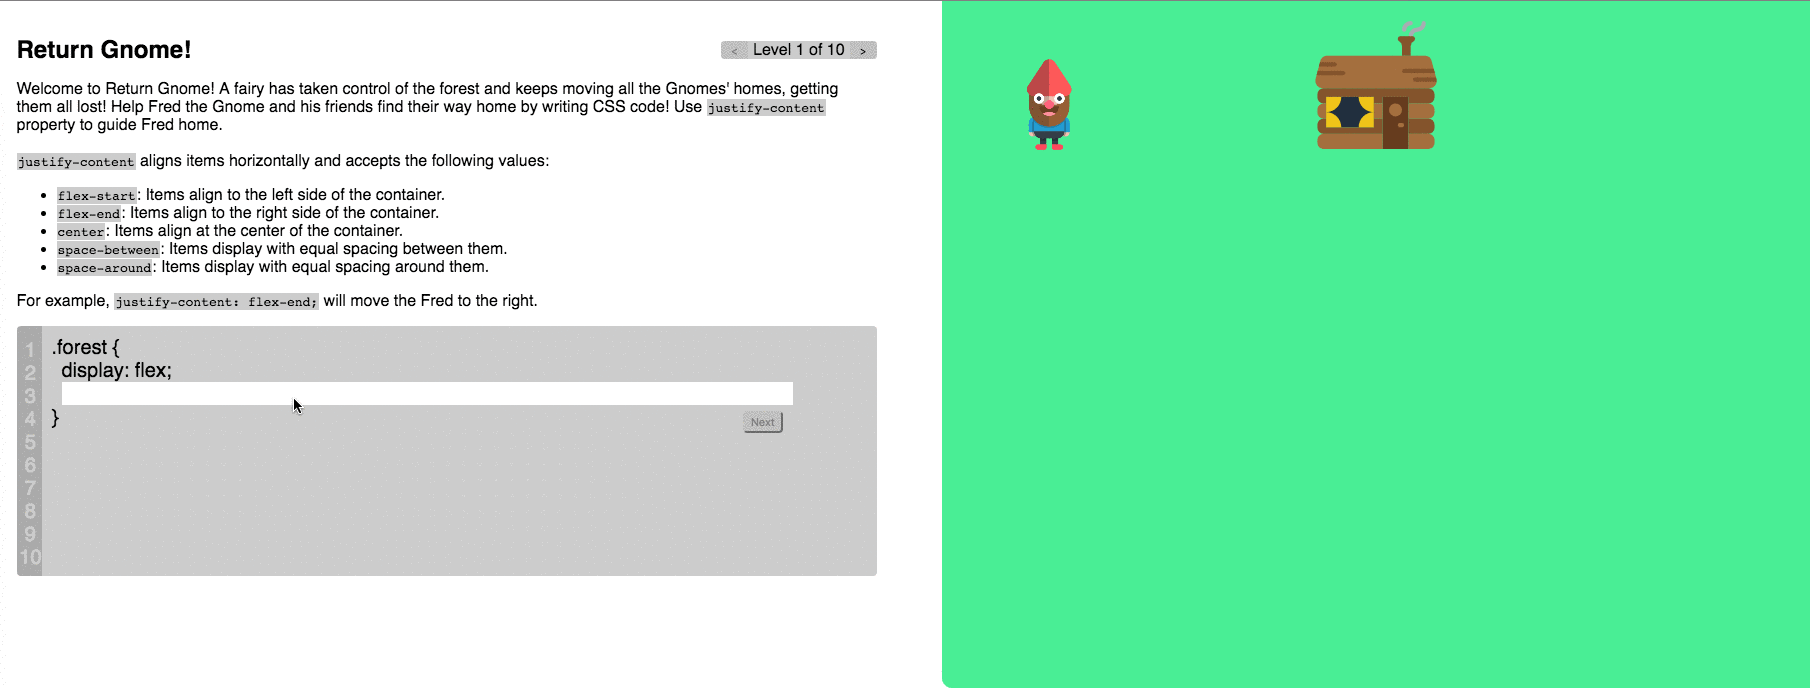 Return Gnome!
< Level 1 of 10 >
Welcome to Return Gnome! A fairy has taken control of the forest and keeps moving all the Gnomes' homes, getting
them all lost! Help Fred the Gnome and his friends find their way home by writing CSS code! Use justify-content
property to guide Fred home.
justify-content aligns items horizontally and accepts the following values:
• flex-start: Items align to the left side of the container.
• flex-end: Items align to the right side of the container.
• center: Items align at the center of the container.
• space-between: Items display with equal spacing between them.
• space-around: Items display with equal spacing around them.
For example, justify-content: flex-end; will move the Fred to the right.
1 .forest {
2 display: flex;
3
4 }
Next
5
6
7
8
9
10